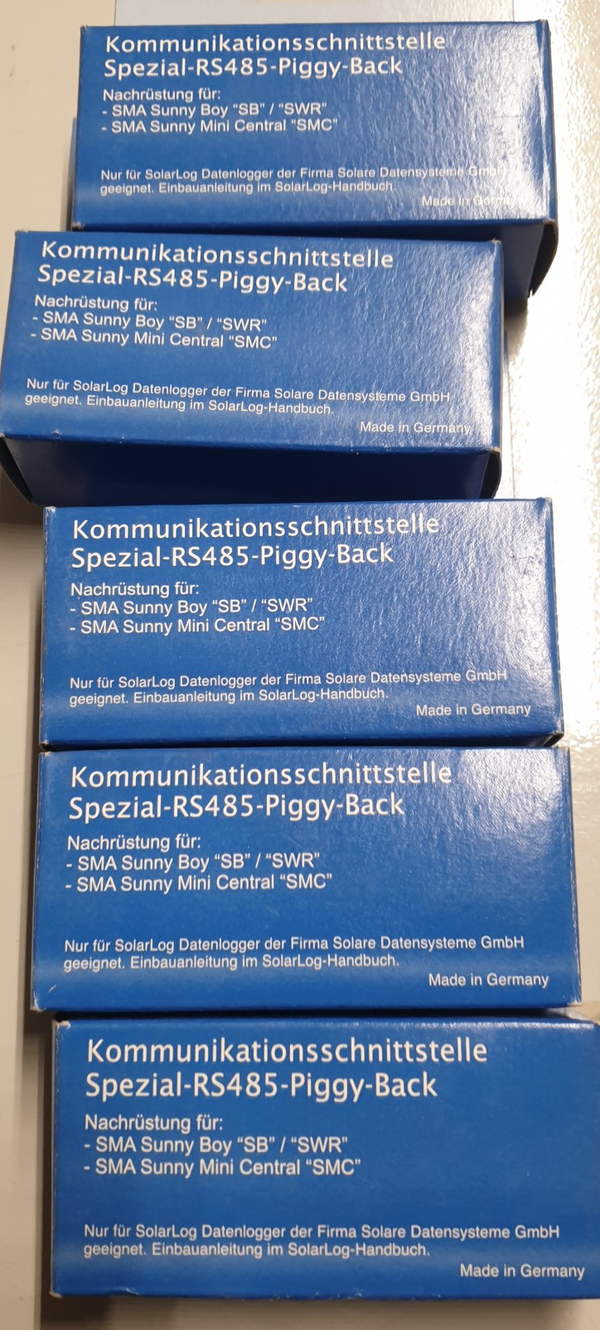 Kommunikationsschnittstelle
Spezial-RS485-Piggy-Back
Nachrüstung für:
- SMA Sunny Boy “SB” / “SWR”
- SMA Sunny Mini Central “SMC”
Nur für SolarLog Datenlogger der Firma Solare Datensysteme GmbH
geeignet. Einbauanleitung im SolarLog-Handbuch.
Made in Germany
Kommunikationsschnittstelle
Spezial-RS485-Piggy-Back
Nachrüstung für:
- SMA Sunny Boy “SB” / “SWR”
- SMA Sunny Mini Central “SMC”
Nur für SolarLog Datenlogger der Firma Solare Datensysteme GmbH
geeignet. Einbauanleitung im SolarLog-Handbuch.
Made in Germany
Kommunikationsschnittstelle
Spezial-RS485-Piggy-Back
Nachrüstung für:
- SMA Sunny Boy “SB” / “SWR”
- SMA Sunny Mini Central “SMC”
Nur für SolarLog Datenlogger der Firma Solare Datensysteme GmbH
geeignet. Einbauanleitung im SolarLog-Handbuch.
Made in Germany
Kommunikationsschnittstelle
Spezial-RS485-Piggy-Back
Nachrüstung für:
- SMA Sunny Boy “SB” / “SWR”
- SMA Sunny Mini Central “SMC”
Nur für SolarLog Datenlogger der Firma Solare Datensysteme GmbH
geeignet. Einbauanleitung im SolarLog-Handbuch.
Made in Germany
Kommunikationsschnittstelle
Spezial-RS485-Piggy-Back
Nachrüstung für:
- SMA Sunny Boy “SB” / “SWR”
- SMA Sunny Mini Central “SMC”
Nur für SolarLog Datenlogger der Firma Solare Datensysteme GmbH
geeignet. Einbauanleitung im SolarLog-Handbuch.
Made in Germany